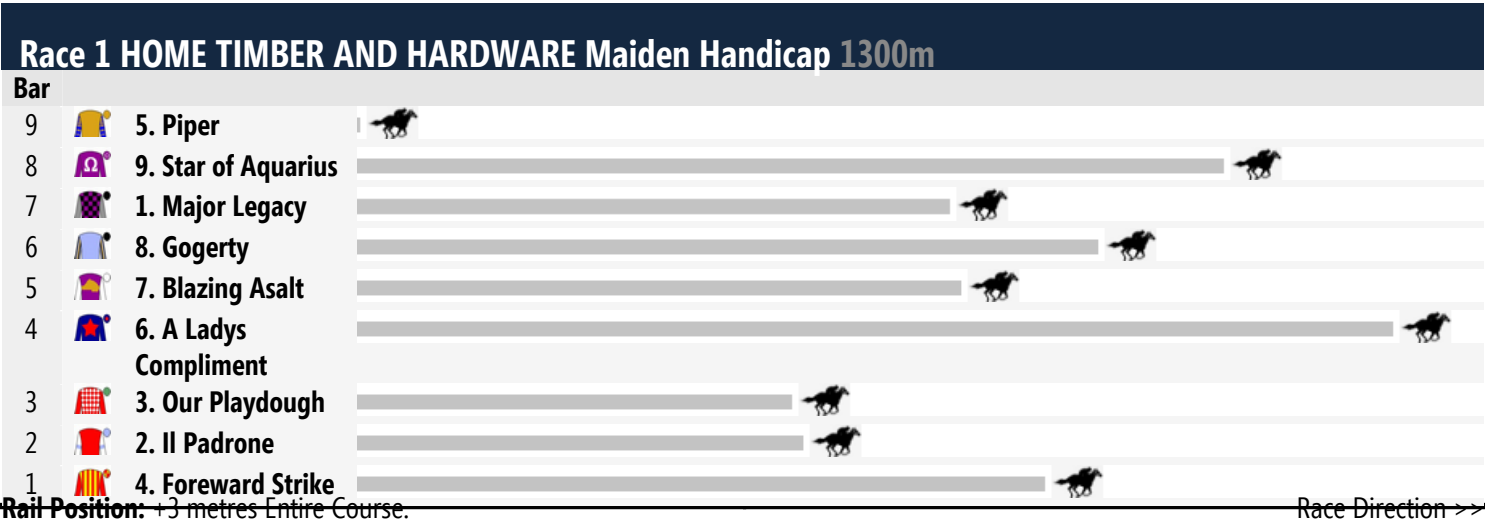 Race 1 HOME TIMBER AND HARDWARE Maiden Handicap 1300m
Bar
9 5. Piper
8 Ω 9. Star of Aquarius
7 1. Major Legacy
6 8. Gogerty
5 7. Blazing Asalt
4 6. A Ladys
Compliment
3 3. Our Playdough
2 2. Il Padrone
1 4. Foreward Strike
Rail Position: +3 metres Entire Course. Race Direction >>